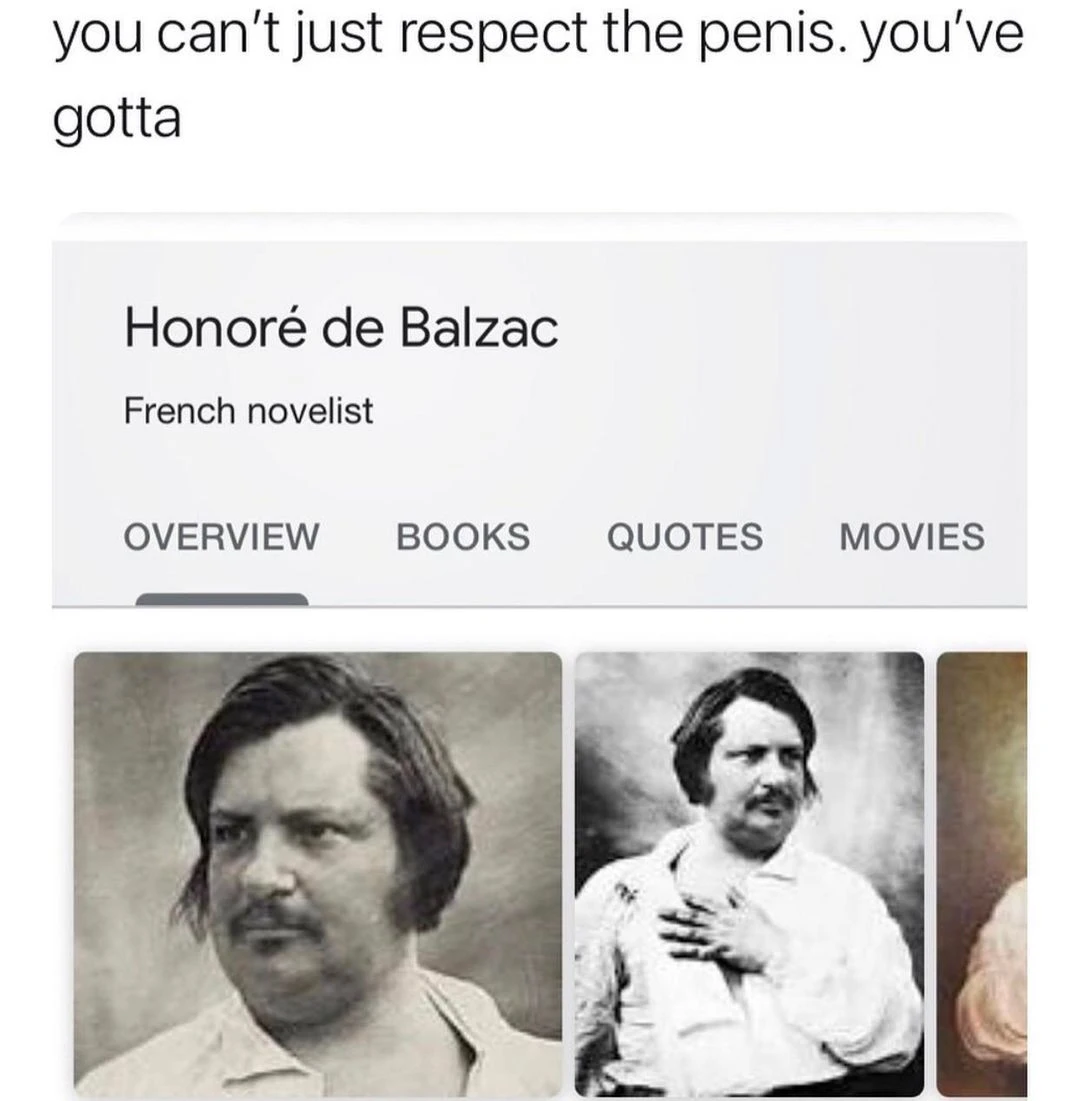 you can’t just respect the penis. you’ve
gotta
Honoré de Balzac
French novelist
OVERVIEW BOOKS QUOTES MOVIES